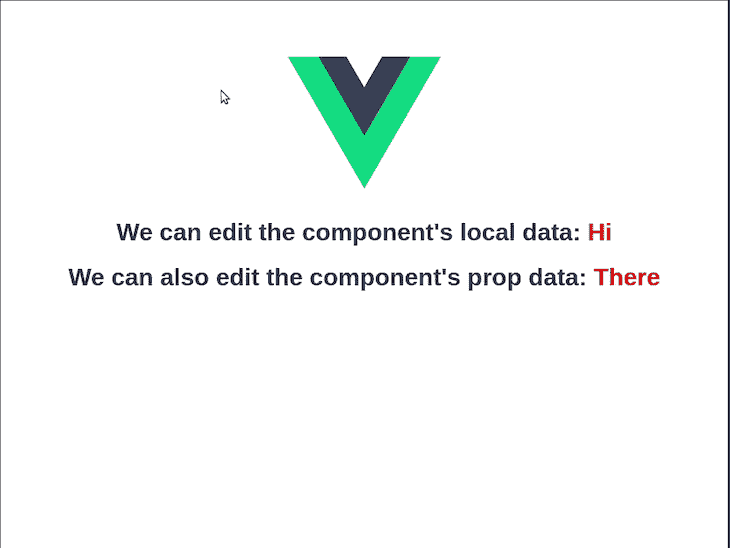 We can edit the component's local data: Hi
We can also edit the component's prop data: There